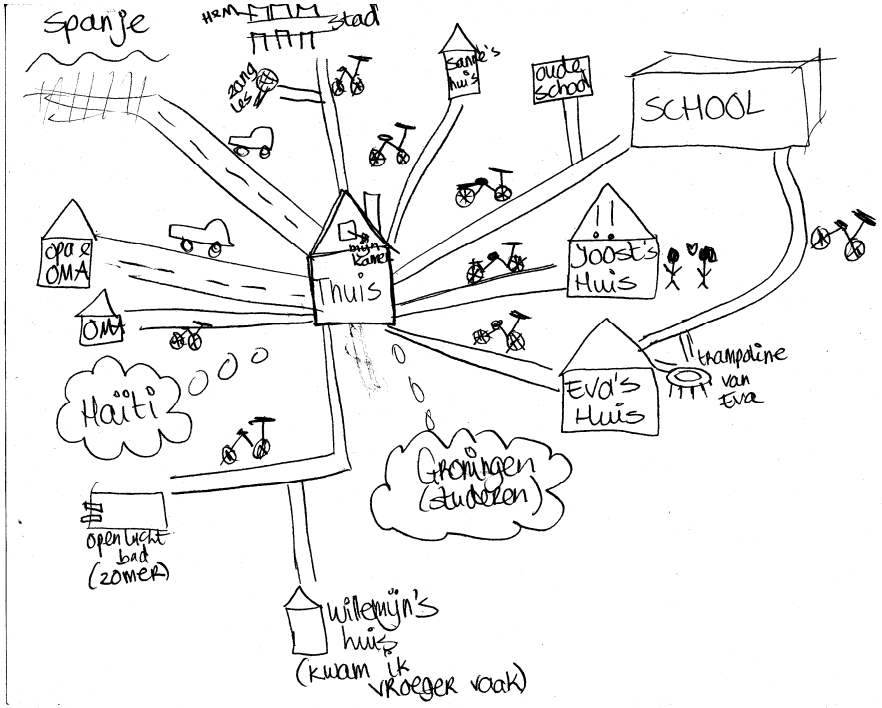 Spanje
H&M
Stad
zang
les
Sanne's
huis
oude
school
SCHOOL
mijn
kamer
Thuis
opa &
OMA
OMA
!!
Joost's
Huis
Eva's
Huis
trampoline
van
Eva
Haïti
Groningen
(studeren)
openlucht
bad
(zomer)
Willemijn's
huis
(kwam ik
vroeger vaak)